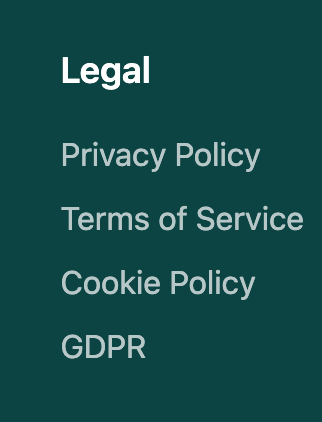 Legal
Privacy Policy
Terms of Service
Cookie Policy
GDPR